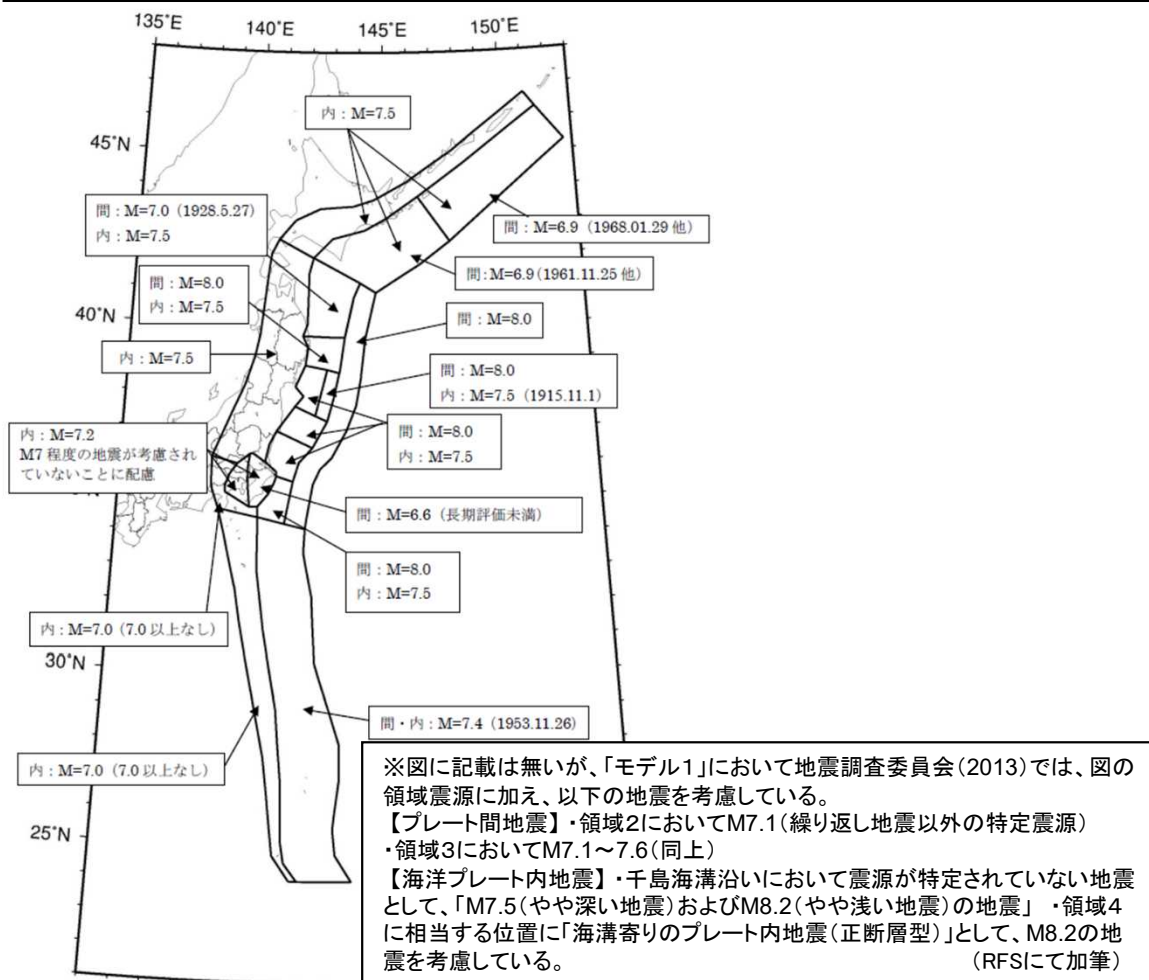 135°E
140°E
145°E
150°E
内：M=7.5
45°N
間：M=7.0（1928.5.27）
内：M=7.5
間：M=6.9（1968.01.29 他）
間：M=6.9（1961.11.25 他）
間：M=8.0
内：M=7.5
40°N
間：M=8.0
内：M=7.5
間：M=8.0
内：M=7.5（1915.11.1）
間：M=8.0
内：M=7.5
内：M=7.2
M7 程度の地震が考慮され
ていないことに配慮
間：M=6.6（長期評価未満）
間：M=8.0
内：M=7.5
内：M=7.0（7.0 以上なし）
30°N
間・内：M=7.4（1953.11.26）
内：M=7.0（7.0 以上なし）
25°N
※図に記載は無いが、「モデル１」において地震調査委員会（2013）では、図の
領域震源に加え、以下の地震を考慮している。
【プレート間地震】・領域２においてM7.1（繰り返し地震以外の特定震源）
・領域３においてM7.1～7.6（同上）
【海洋プレート内地震】・千島海溝沿いにおいて震源が特定されていない地震
として、「M7.5（やや深い地震）およびM8.2（やや浅い地震）の地震」 ・領域４
に相当する位置に「海溝寄りのプレート内地震（正断層型）」として、M8.2の地
震を考慮している。 （RFSにて加筆）